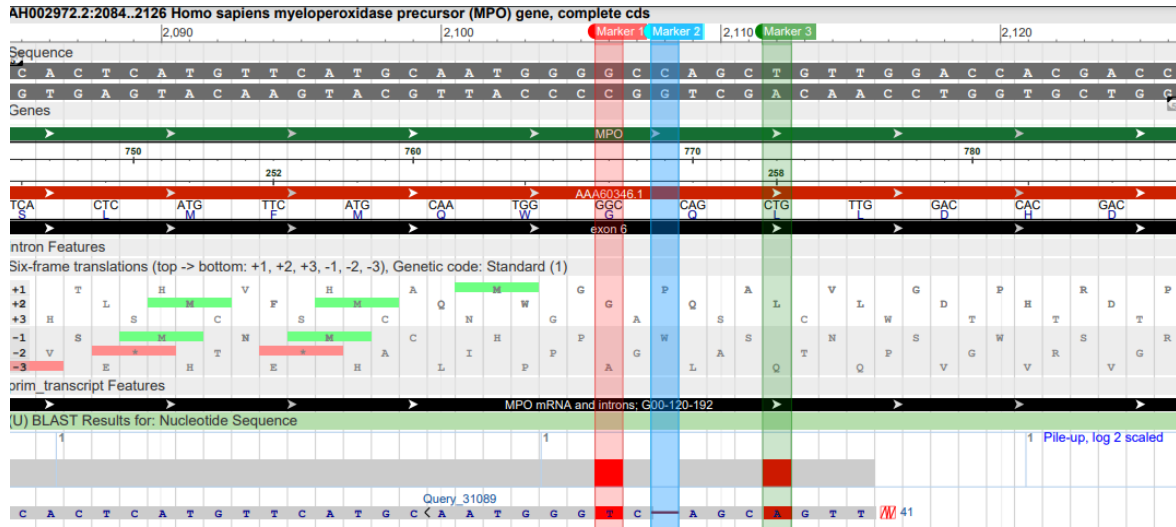 AH002972.2:2084..2126 Homo sapiens myeloperoxidase precursor (MPO) gene, complete cds
2,090 2,100 Marker 1 Marker 2 2,110 Marker 3 2,120
Sequence
C A C T C A T G T T C A T G C A A T G G G G C C A G C T G T T G G A C C A C G A C C
G T G A G T A C A A G T A C G T T A C C C C G G T C G A C A A C C T G G T G C T G G
Genes
MPO
750 760 770 780
252 258
AAA60346.1
TCA CTC ATG TTC ATG CAA TGG GGC CAG CTG TTG GAC CAC GAC
S L M F M Q W G Q L L D H D
exon 6
Intron Features
Six-frame translations (top -> bottom: +1, +2, +3, -1, -2, -3), Genetic code: Standard (1)
+1 T H V H A M G P A V G P R P
+2 L M F M Q W G Q L L D H D
+3 H S C S C N G A S C W T T T
-1 S M N M C H P W S N S W S R
-2 V * T * A I P G A T P G R G
-3 E H E H L P A L Q Q V V V
prim_transcript Features
MPO mRNA and introns; G00-120-192
(U) BLAST Results for: Nucleotide Sequence
1 1 1 Pile-up, log 2 scaled
Query_31089
C A C T C A T G T T C A T G C A A T G G G T C A G C A G T T 41